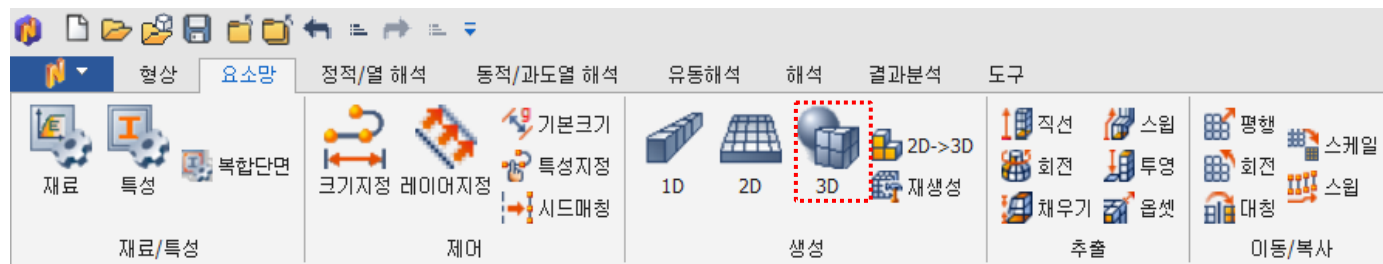 형상 요소망 정적/열 해석 동적/과도열 해석 유동해석 해석 결과분석 도구
재료 특성 복합단면
재료/특성
크기지정 레이어지정 기본크기
특성지정
시드매칭
제어
1D 2D 3D 2D->3D
재생성
생성
직선 스윕
회전 투영
채우기 옵셋
추출
평행 스케일
회전 스윕
대칭
이동/복사